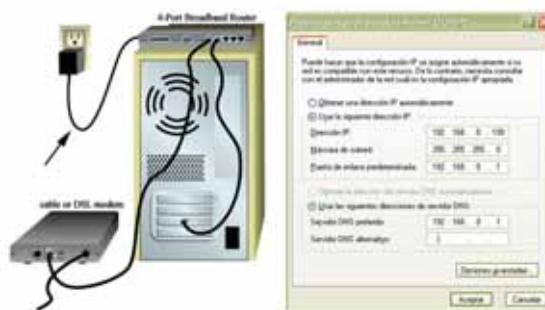 4-Port Broadband Router
cable or DSL modem
General
Puede hacer que la configuración IP se asigne automáticamente si su
red es compatible con este recurso. De lo contrario, necesita consultar
con el administrador de la red cuál es la configuración IP apropiada.
Obtener una dirección IP automáticamente
Usar la siguiente dirección IP:
Dirección IP: 192 168 0
Máscara de subred: 255 255 255 0
Puerta de enlace predeterminada: 192 168 0 1
Usar las siguientes direcciones de servidor DNS:
Servidor DNS preferido: 192 168 0 1
Servidor DNS alternativo:
Opciones avanzadas...
Aceptar
Cancelar